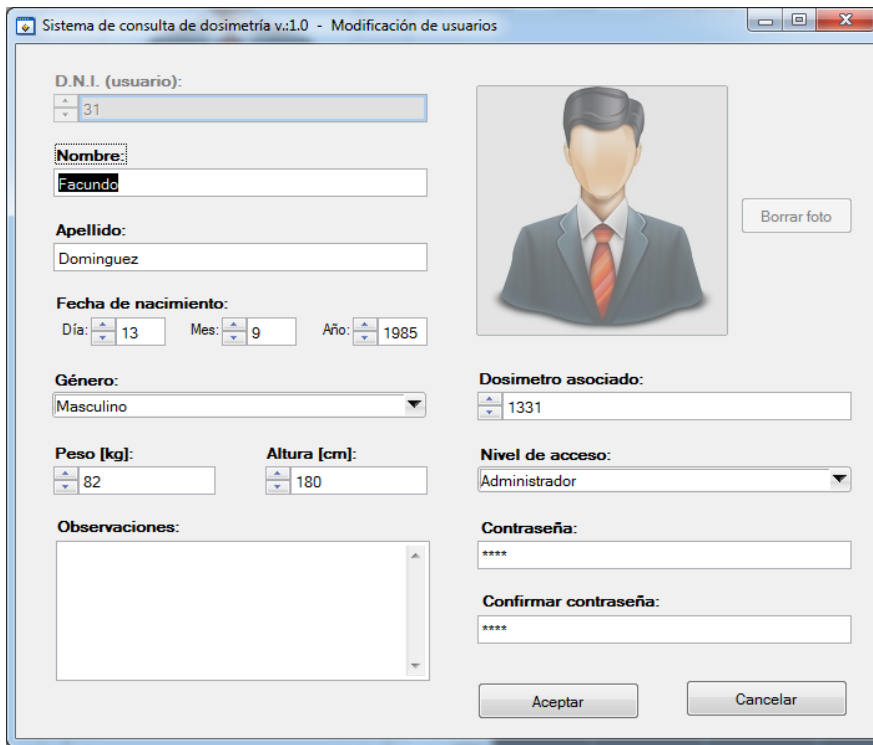 Sistema de consulta de dosimetría v.:1.0 - Modificación de usuarios
D.N.I. (usuario):
31
Nombre:
Facundo
Apellido:
Dominguez
Fecha de nacimiento:
Día: 13 Mes: 9 Año: 1985
Género:
Masculino
Peso [kg]: Altura [cm]:
82 180
Observaciones:
Borrar foto
Dosimetro asociado:
1331
Nivel de acceso:
Administrador
Contraseña:
****
Confirmar contraseña:
****
Aceptar Cancelar